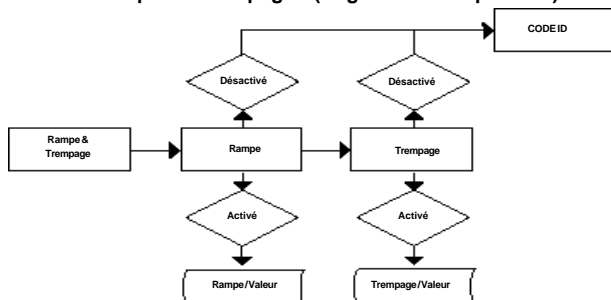 CODE ID
Désactivé
Désactivé
Rampe &
Trempage
Rampe
Trempage
Activé
Activé
Rampe/Valeur
Trempage/Valeur